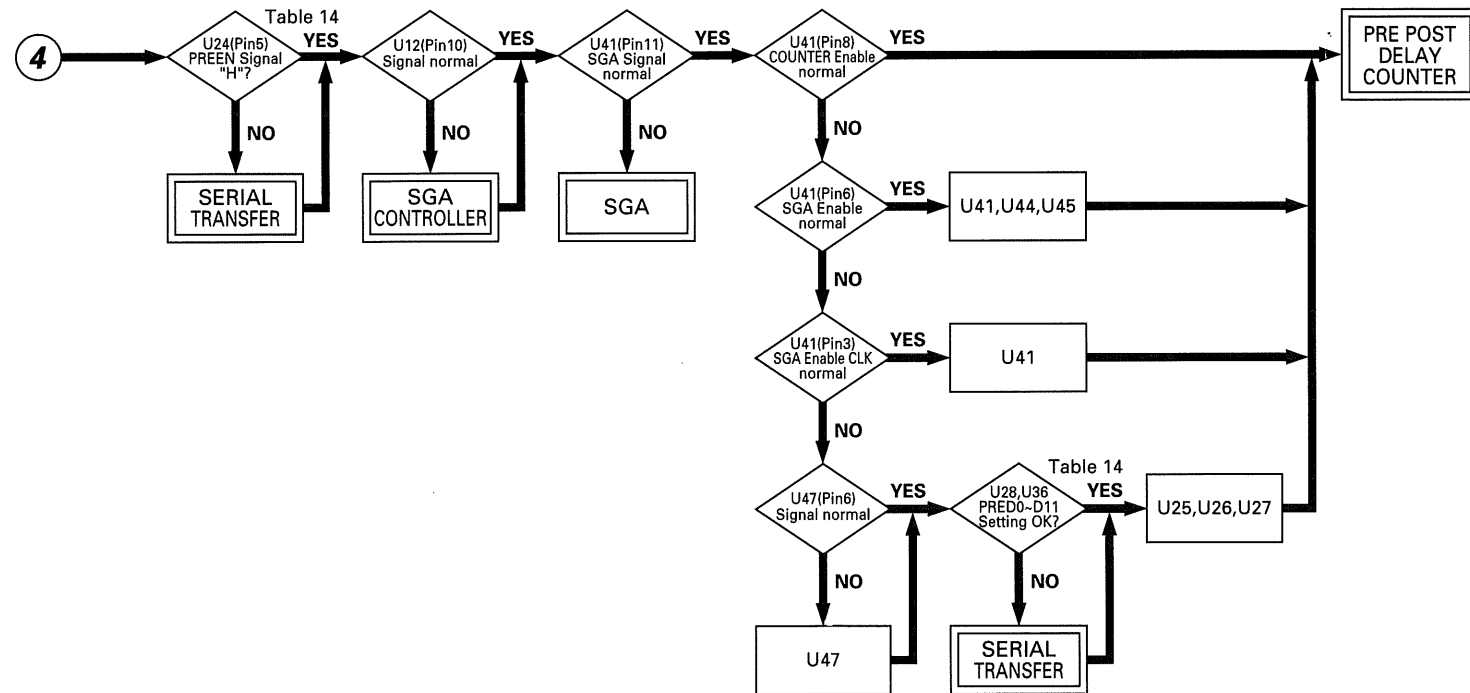 Table 14
4
U24(Pin5)
PREEN Signal
"H"?
YES
NO
SERIAL
TRANSFER
U12(Pin10)
Signal normal
YES
NO
SGA
CONTROLLER
U41(Pin11)
SGA Signal
normal
YES
NO
SGA
U41(Pin8)
COUNTER Enable
normal
YES
NO
PRE POST
DELAY
COUNTER
U41(Pin6)
SGA Enable
normal
YES
NO
U41,U44,U45
U41(Pin3)
SGA Enable CLK
normal
YES
NO
U41
U47(Pin6)
Signal normal
YES
NO
U47
Table 14
U28,U36
PRED0~D11
Setting OK?
YES
NO
SERIAL
TRANSFER
U25,U26,U27